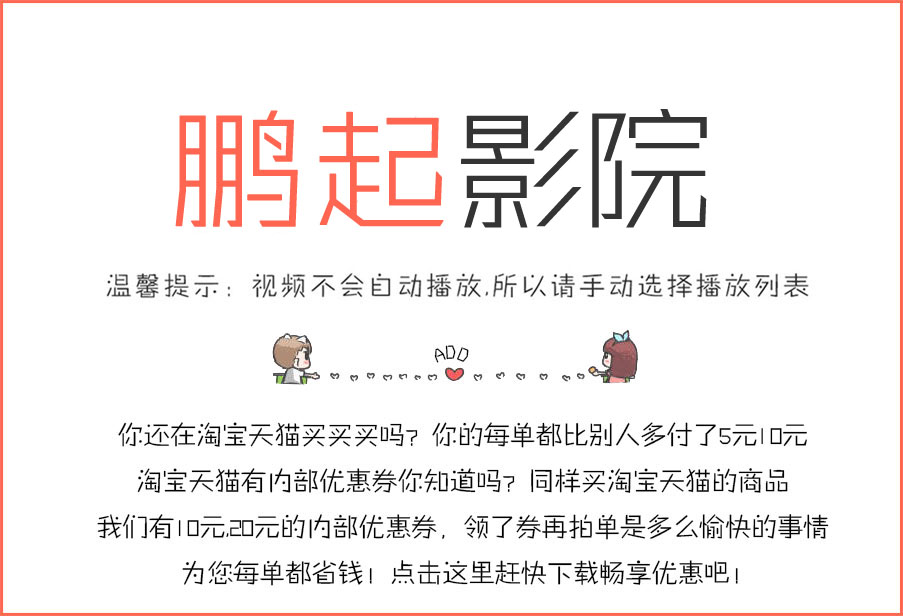 鹏起影院
温馨提示：视频不会自动播放,所以请手动选择播放列表
ADD
你还在淘宝天猫买买买吗？你的每单都比别人多付了5元10元
淘宝天猫有内部优惠券你知道吗？同样买淘宝天猫的商品
我们有10元,20元的内部优惠券，领了券再拍单是多么愉快的事情
为您每单都省钱！点击这里赶快下载畅享优惠吧！